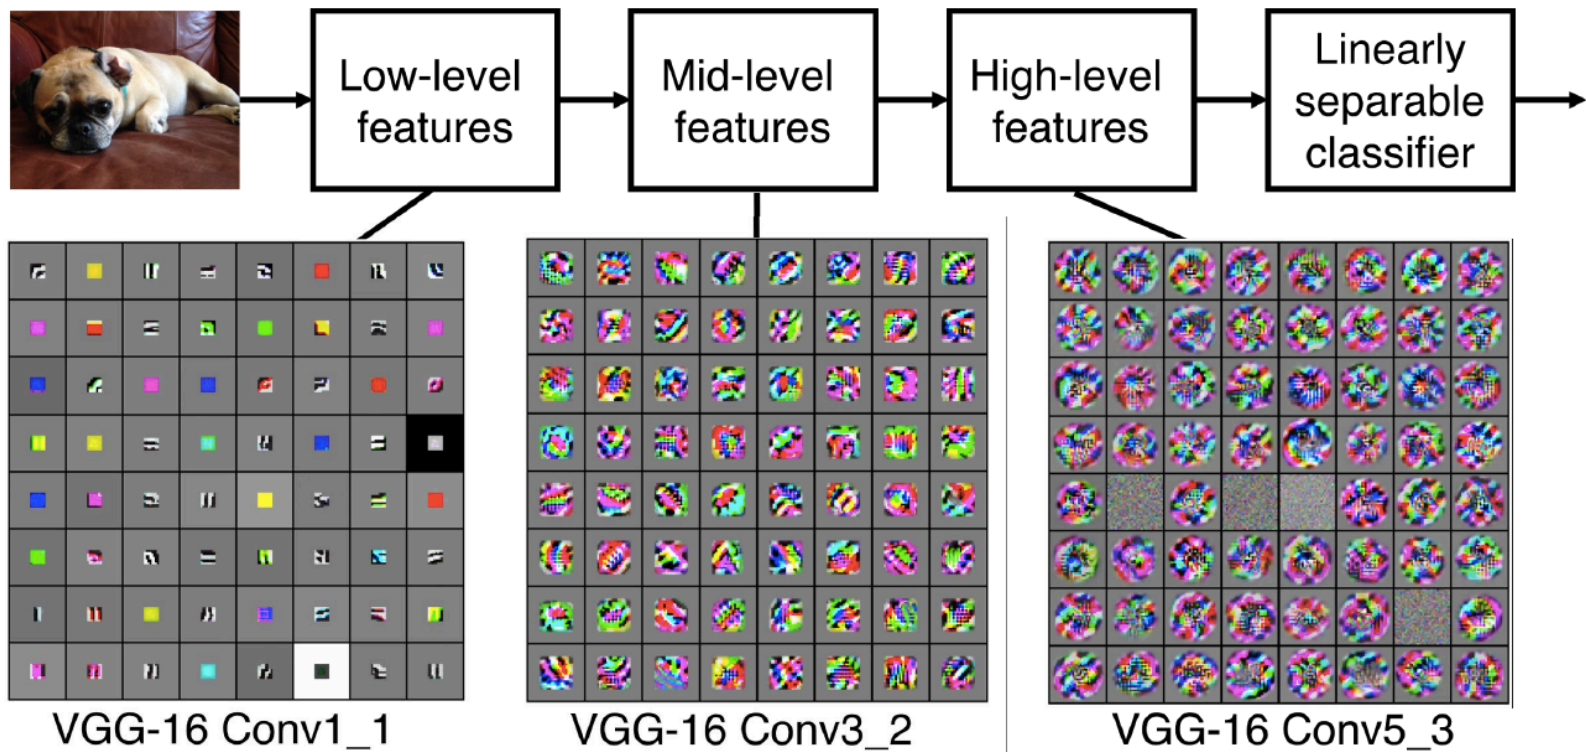 Low-level
features
Mid-level
features
High-level
features
Linearly
separable
classifier
VGG-16 Conv1_1
VGG-16 Conv3_2
VGG-16 Conv5_3